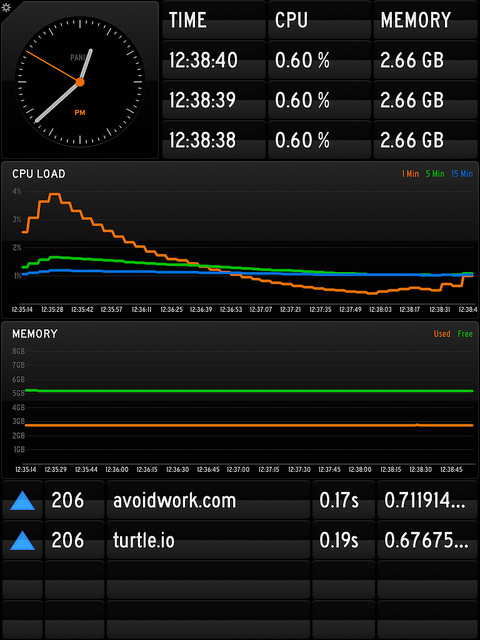 PANIC
PM
TIME CPU MEMORY
12:38:40 0.60 % 2.66 GB
12:38:39 0.60 % 2.66 GB
12:38:38 0.60 % 2.66 GB
CPU LOAD 1 Min 5 Min 15 Min
4%
3%
2%
1%
12:35:14 12:35:28 12:35:42 12:35:57 12:36:11 12:36:25 12:36:39 12:36:53 12:37:07 12:37:21 12:37:35 12:37:49 12:38:03 12:38:17 12:38:31 12:38:4
MEMORY Used Free
8GB
7GB
6GB
5GB
4GB
3GB
2GB
1GB
12:35:14 12:35:29 12:35:44 12:36:00 12:36:15 12:36:30 12:36:45 12:37:00 12:37:15 12:37:30 12:37:45 12:38:00 12:38:15 12:38:30 12:38:45
206 avoidwork.com 0.17s 0.711914...
206 turtle.io 0.19s 0.67675...